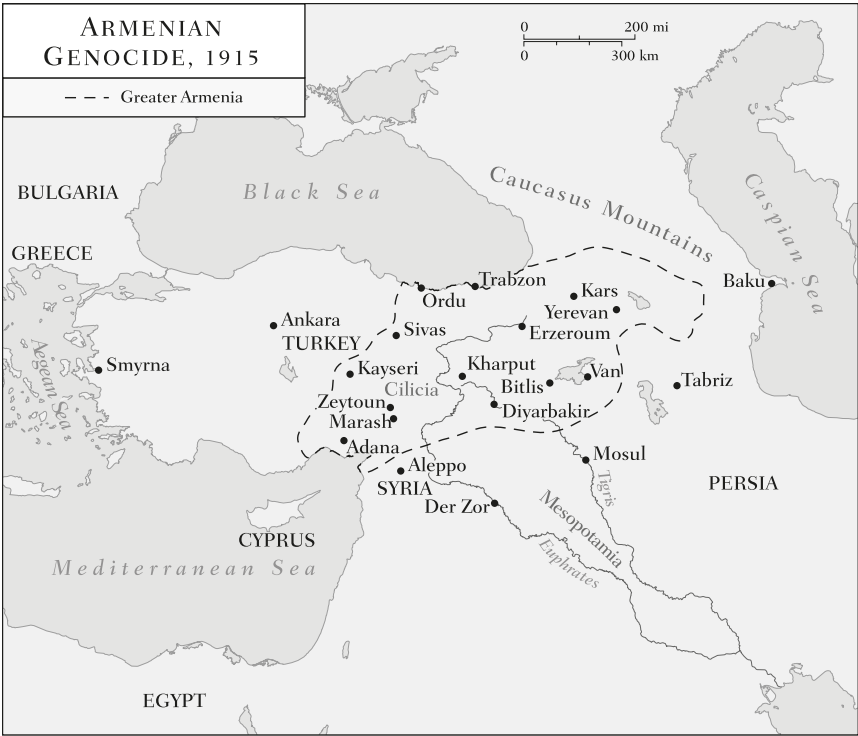 ARMENIAN
GENOCIDE, 1915
Greater Armenia
0 200 mi
0 300 km
Black Sea
Caucasus Mountains
Caspian Sea
BULGARIA
GREECE
Aegean Sea
Trabzon
Ordu
Kars
Yerevan
Baku
Ankara
TURKEY
Sivas
Erzeroum
Smyrna
Kayseri
Kharput
Cilicia
Bitlis
Van
Tabriz
Zeytoun
Marash
Diyarbakir
Adana
Aleppo
Mosul
SYRIA
Tigris
PERSIA
Der Zor
Mesopotamia
CYPRUS
Euphrates
Mediterranean Sea
EGYPT